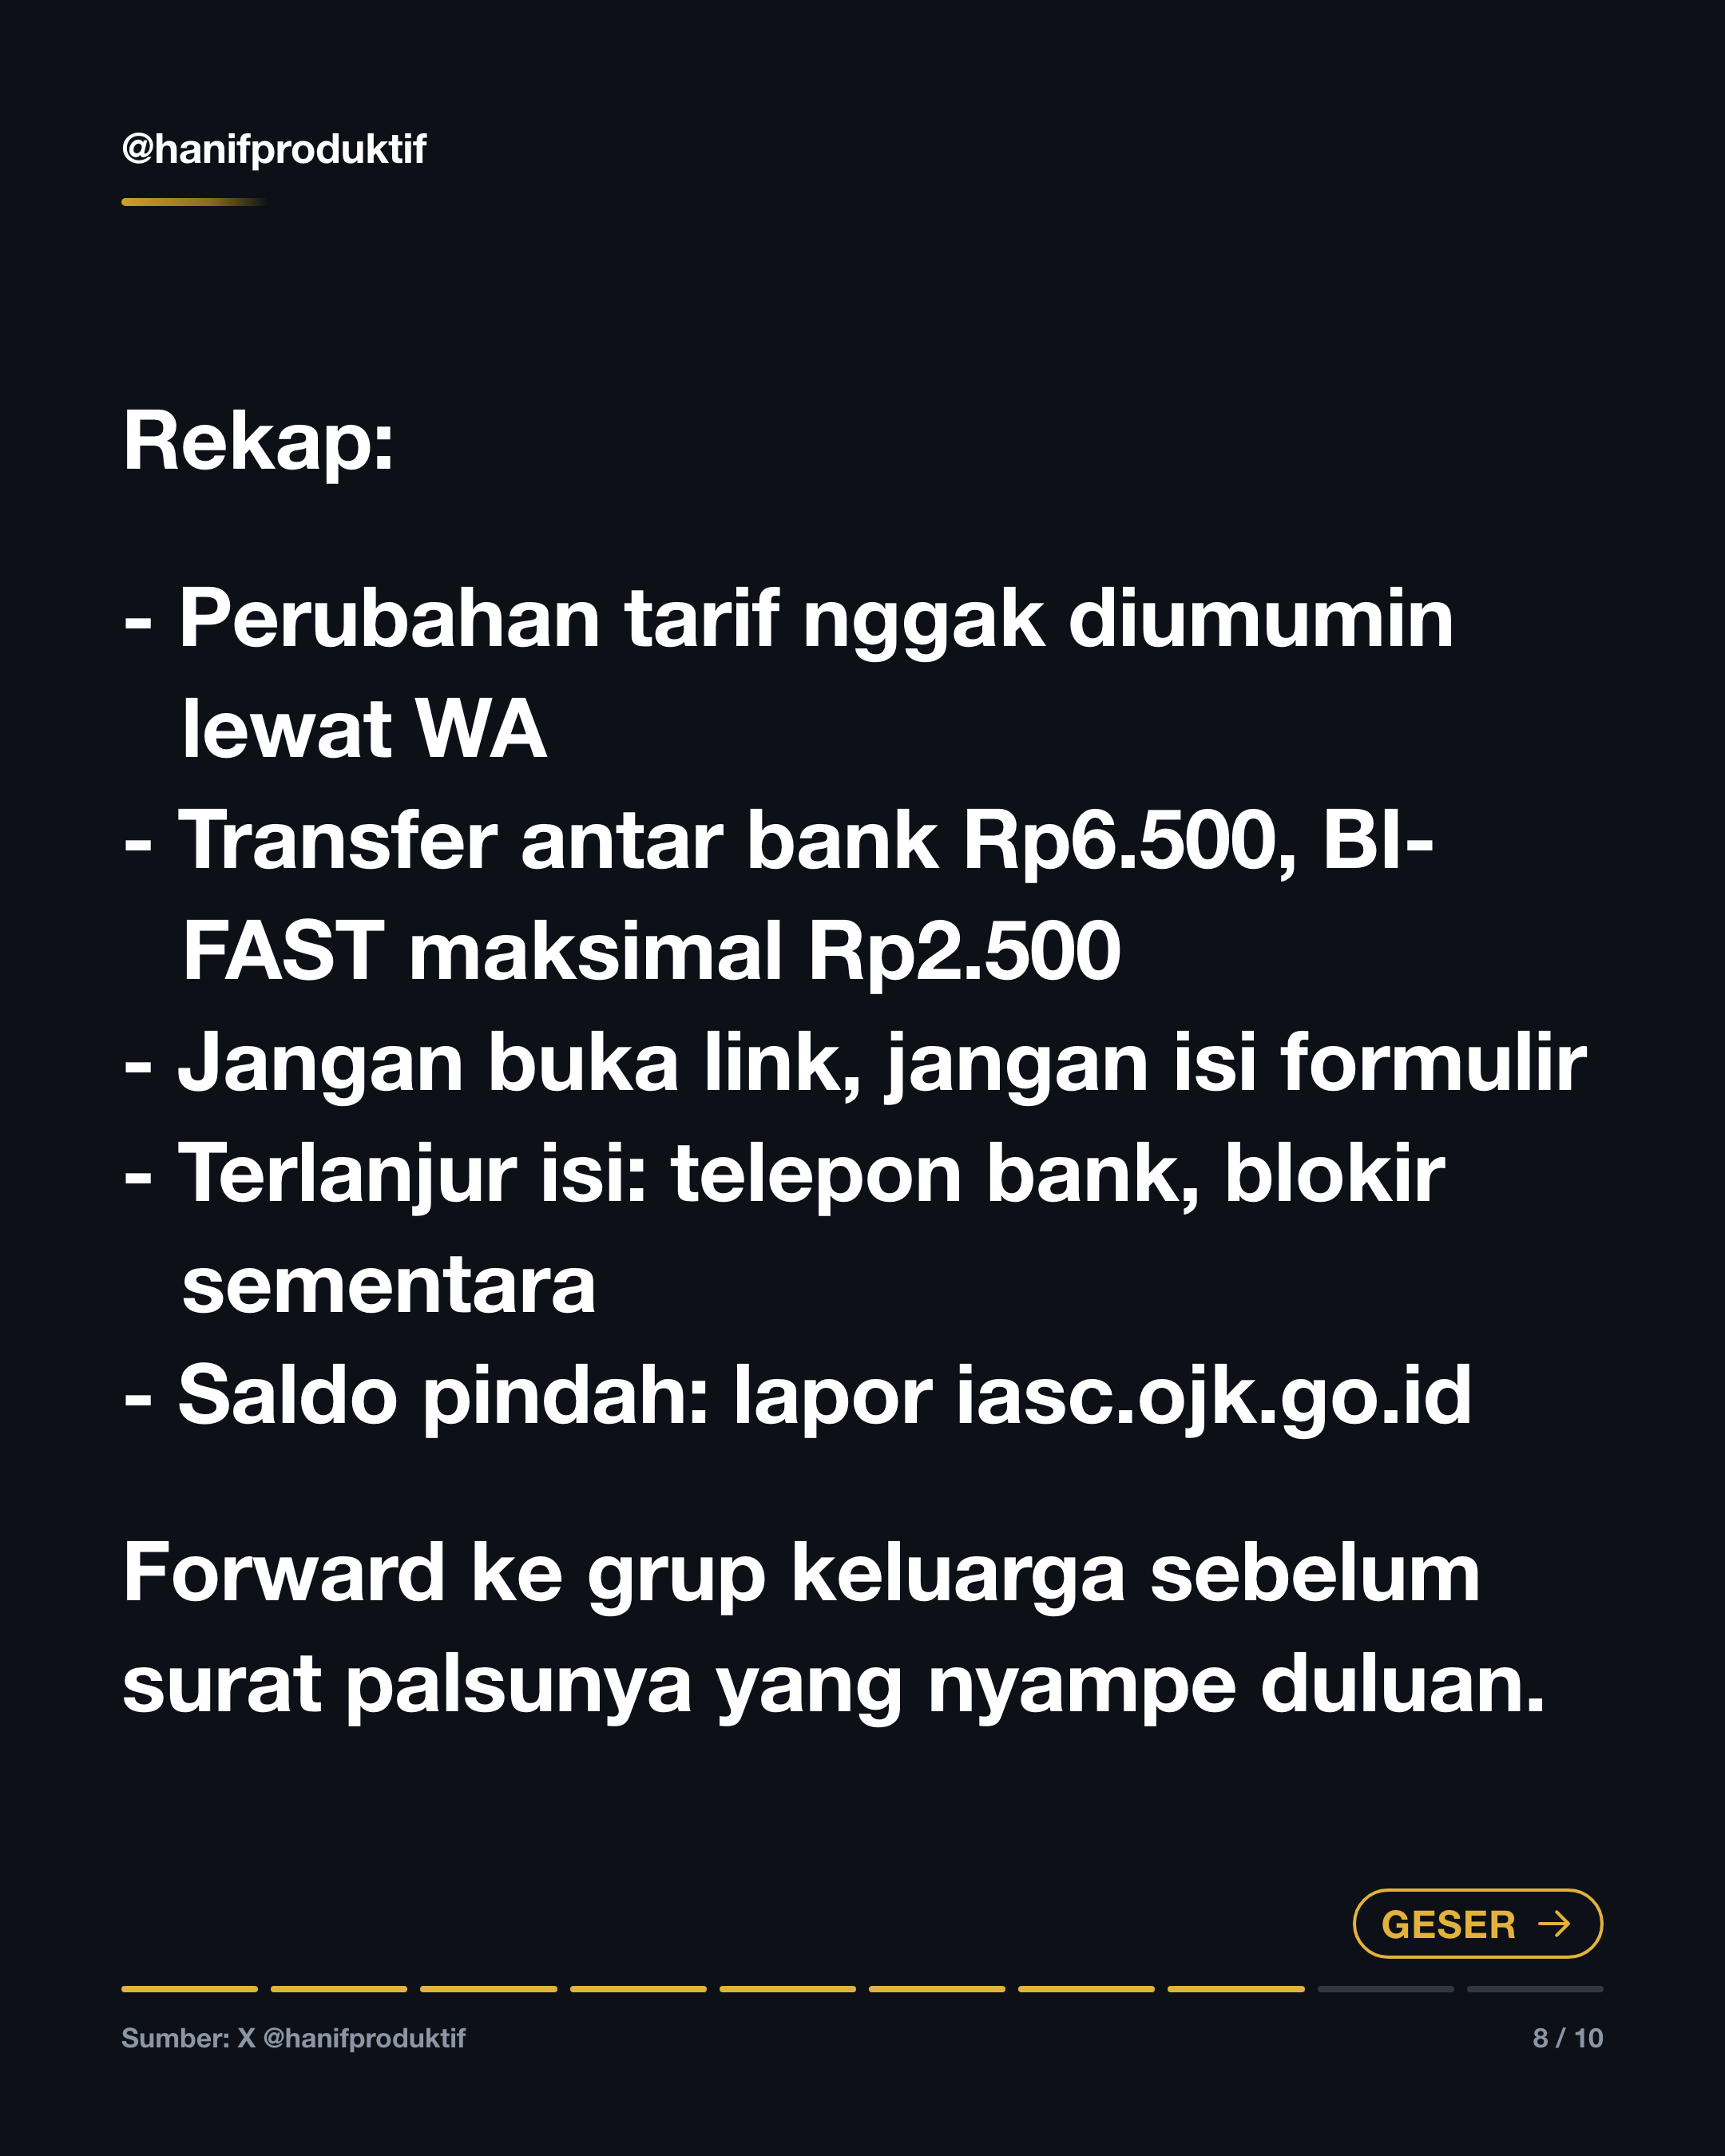 @hanifproduktif
Rekap:
- Perubahan tarif nggak diumumin
lewat WA
- Transfer antar bank Rp6.500, BI-
FAST maksimal Rp2.500
- Jangan buka link, jangan isi formulir
- Terlanjur isi: telepon bank, blokir
sementara
- Saldo pindah: lapor iasc.ojk.go.id
Forward ke grup keluarga sebelum
surat palsunya yang nyampe duluan.
GESER →
Sumber: X @hanifproduktif
8 / 10